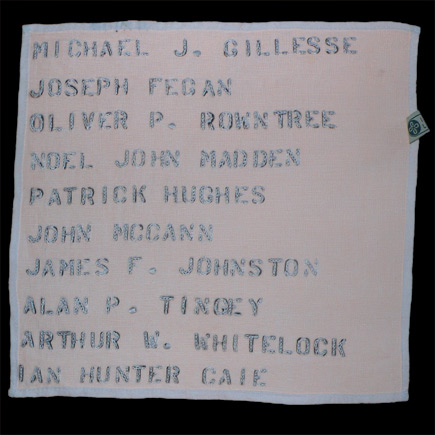 MICHAEL J. GILLESSE
JOSEPH FEGAN
OLIVER P. ROWNTREE
NOEL JOHN MADDEN
PATRICK HUGHES
JOHN MCCANN
JAMES F. JOHNSTON
ALAN P. TINGEY
ARTHUR W. WHITELOCK
IAN HUNTER CAIE